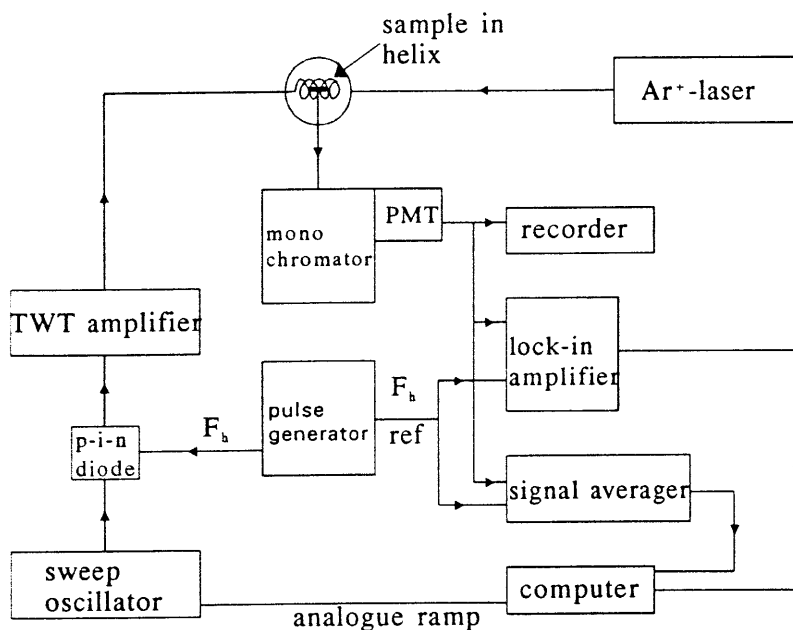 sample in
helix
Ar⁺-laser
mono
chromator
PMT
recorder
TWT amplifier
lock-in
amplifier
pulse
generator
F_h
F_h
ref
p-i-n
diode
signal averager
sweep
oscillator
computer
analogue ramp